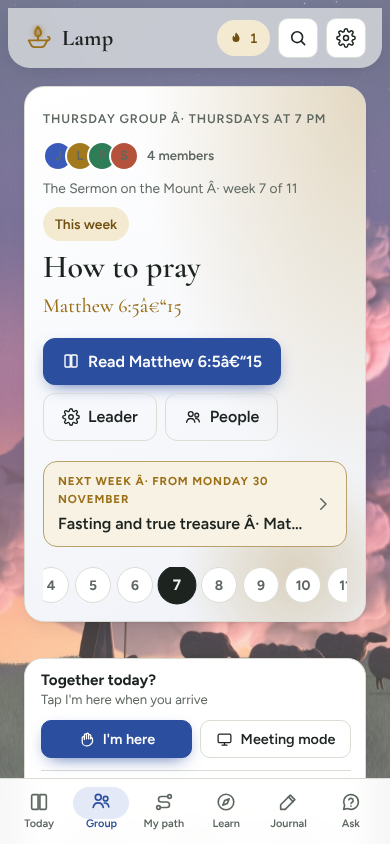 Lamp
1
THURSDAY GROUP Â· THURSDAYS AT 7 PM
4 members
The Sermon on the Mount Â· week 7 of 11
This week
How to pray
Matthew 6:5â€“15
Read Matthew 6:5â€“15
Leader
People
NEXT WEEK Â· FROM MONDAY 30
NOVEMBER
Fasting and true treasure Â· Mat...
4 5 6 7 8 9 10
Together today?
Tap I'm here when you arrive
I'm here
Meeting mode
Today Group My path Learn Journal Ask